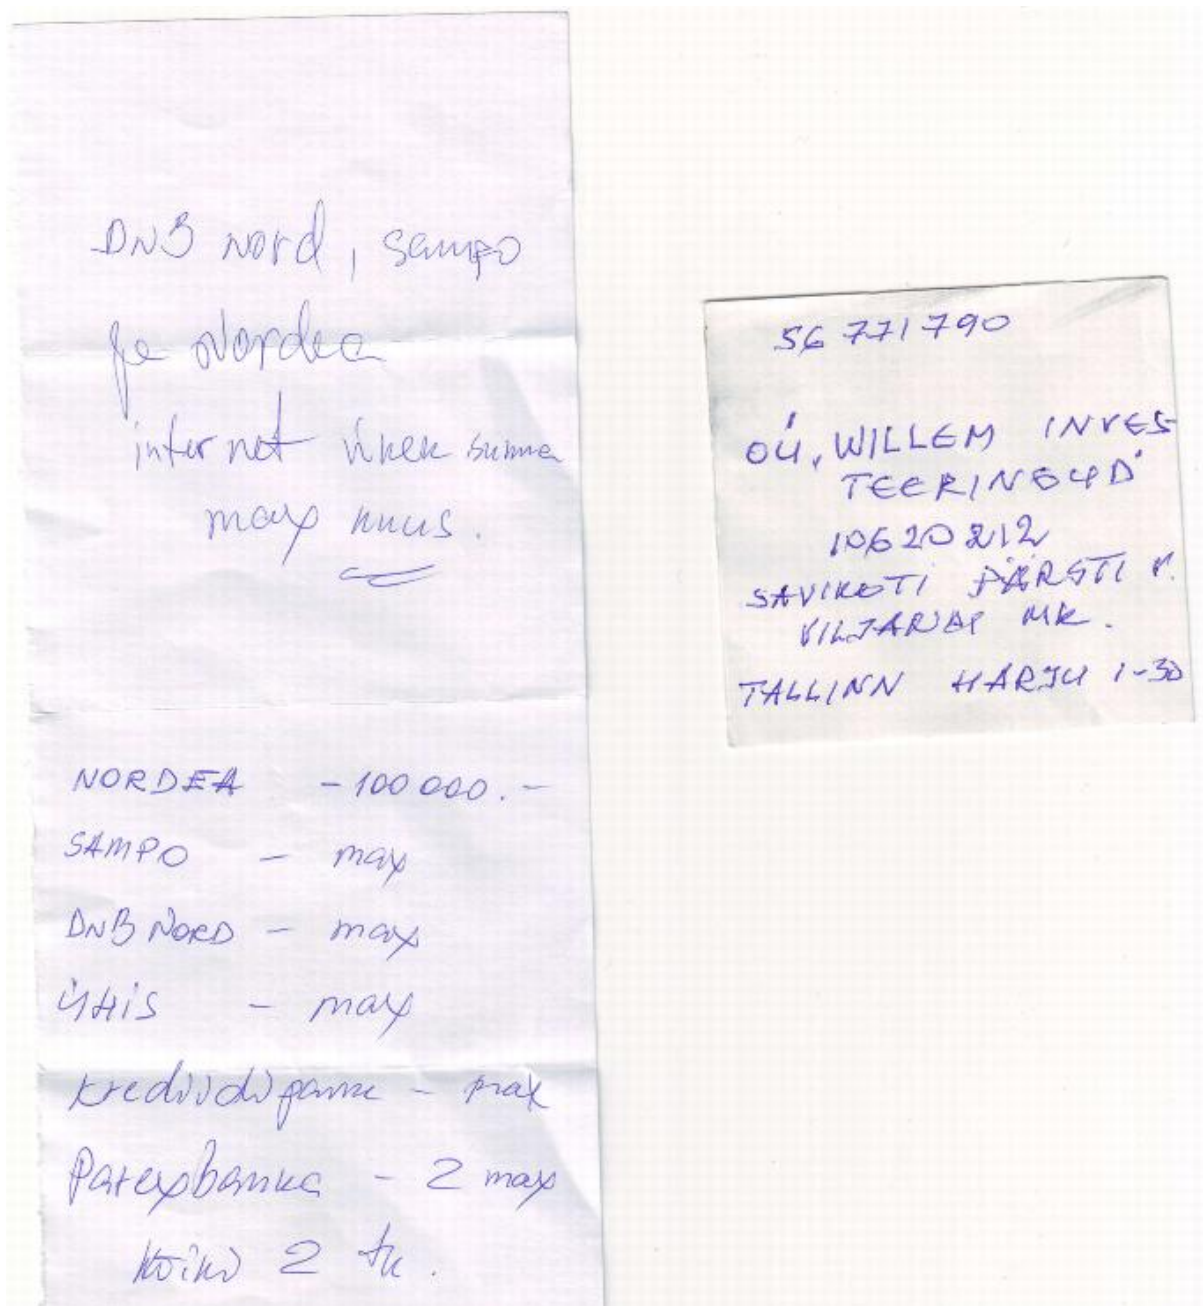 DNB Nord, Sampo
ja Nordea
internet ülek summa
max kuus.
NORDEA - 100 000.-
SAMPO - max
DNB NORD - max
ÜHIS - max
Krediidipank - max
Parexbanka - 2 max
Kõiki 2 tk.
56 771 790
OÜ, WILLEM INVES
TEERINGUD"
10620212
SAVIKOTI PÄRSTI V.
VILJANDI MK.
TALLINN HARJU 1-30